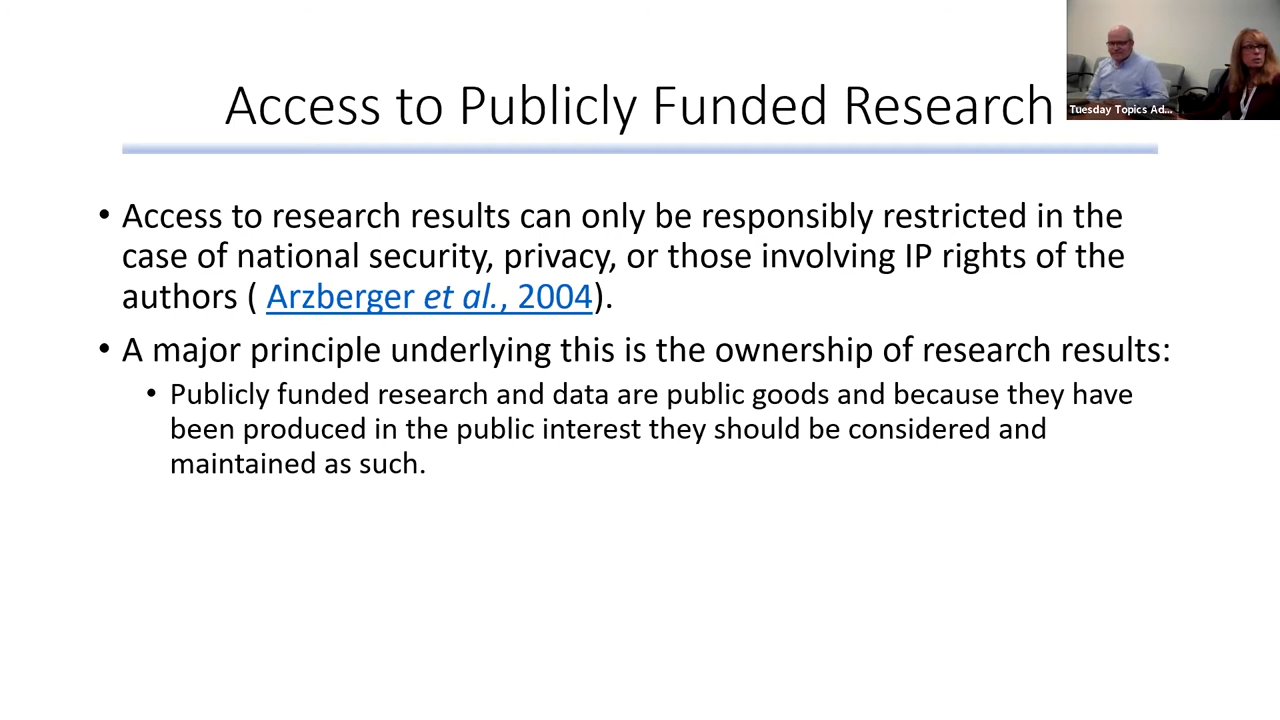 Access to Publicly Funded Research
Tuesday Topics Ad...
• Access to research results can only be responsibly restricted in the
case of national security, privacy, or those involving IP rights of the
authors ( Arzberger et al., 2004).
• A major principle underlying this is the ownership of research results:
• Publicly funded research and data are public goods and because they have
been produced in the public interest they should be considered and
maintained as such.